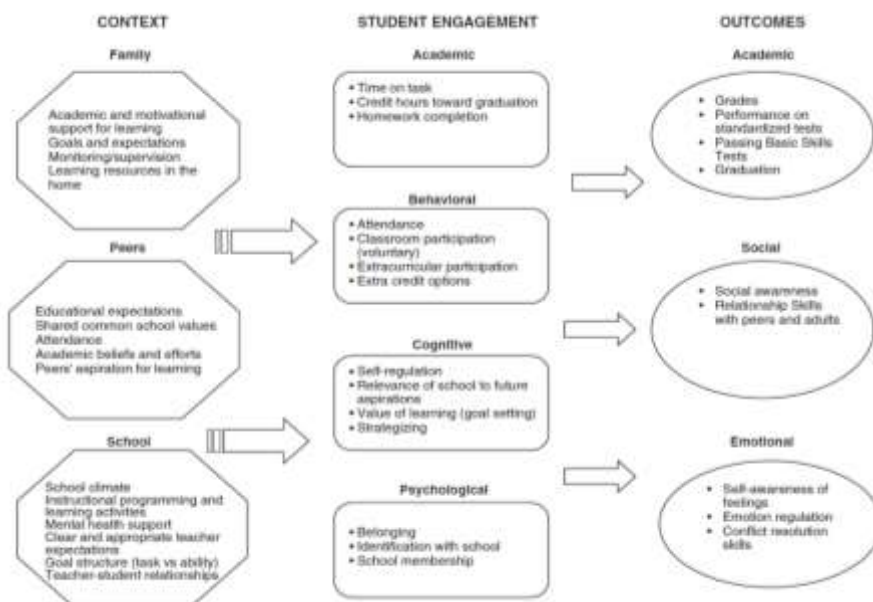 CONTEXT
Family
Academic and motivational
support for learning
Goals and expectations
Monitoring/supervision
Learning resources in the
home
Peers
Educational expectations
Shared common school values
Attendance
Academic beliefs and efforts
Peers' aspiration for learning
School
School climate
Instructional programming and
learning activities
Mental health support
Clear and appropriate teacher
expectations
Goal structure (task vs ability)
Teacher-student relationships
STUDENT ENGAGEMENT
Academic
• Time on task
• Credit hours toward graduation
• Homework completion
Behavioral
• Attendance
• Classroom participation
(voluntary)
• Extracurricular participation
• Extra credit options
Cognitive
• Self-regulation
• Relevance of school to future
aspirations
• Value of learning (goal setting)
• Strategizing
Psychological
• Belonging
• Identification with school
• School membership
OUTCOMES
Academic
• Grades
• Performance on
standardized tests
• Passing Basic Skills
Tests
• Graduation
Social
• Social awareness
• Relationship Skills
with peers and adults
Emotional
• Self-awareness of
feelings
• Emotion regulation
• Conflict resolution
skills